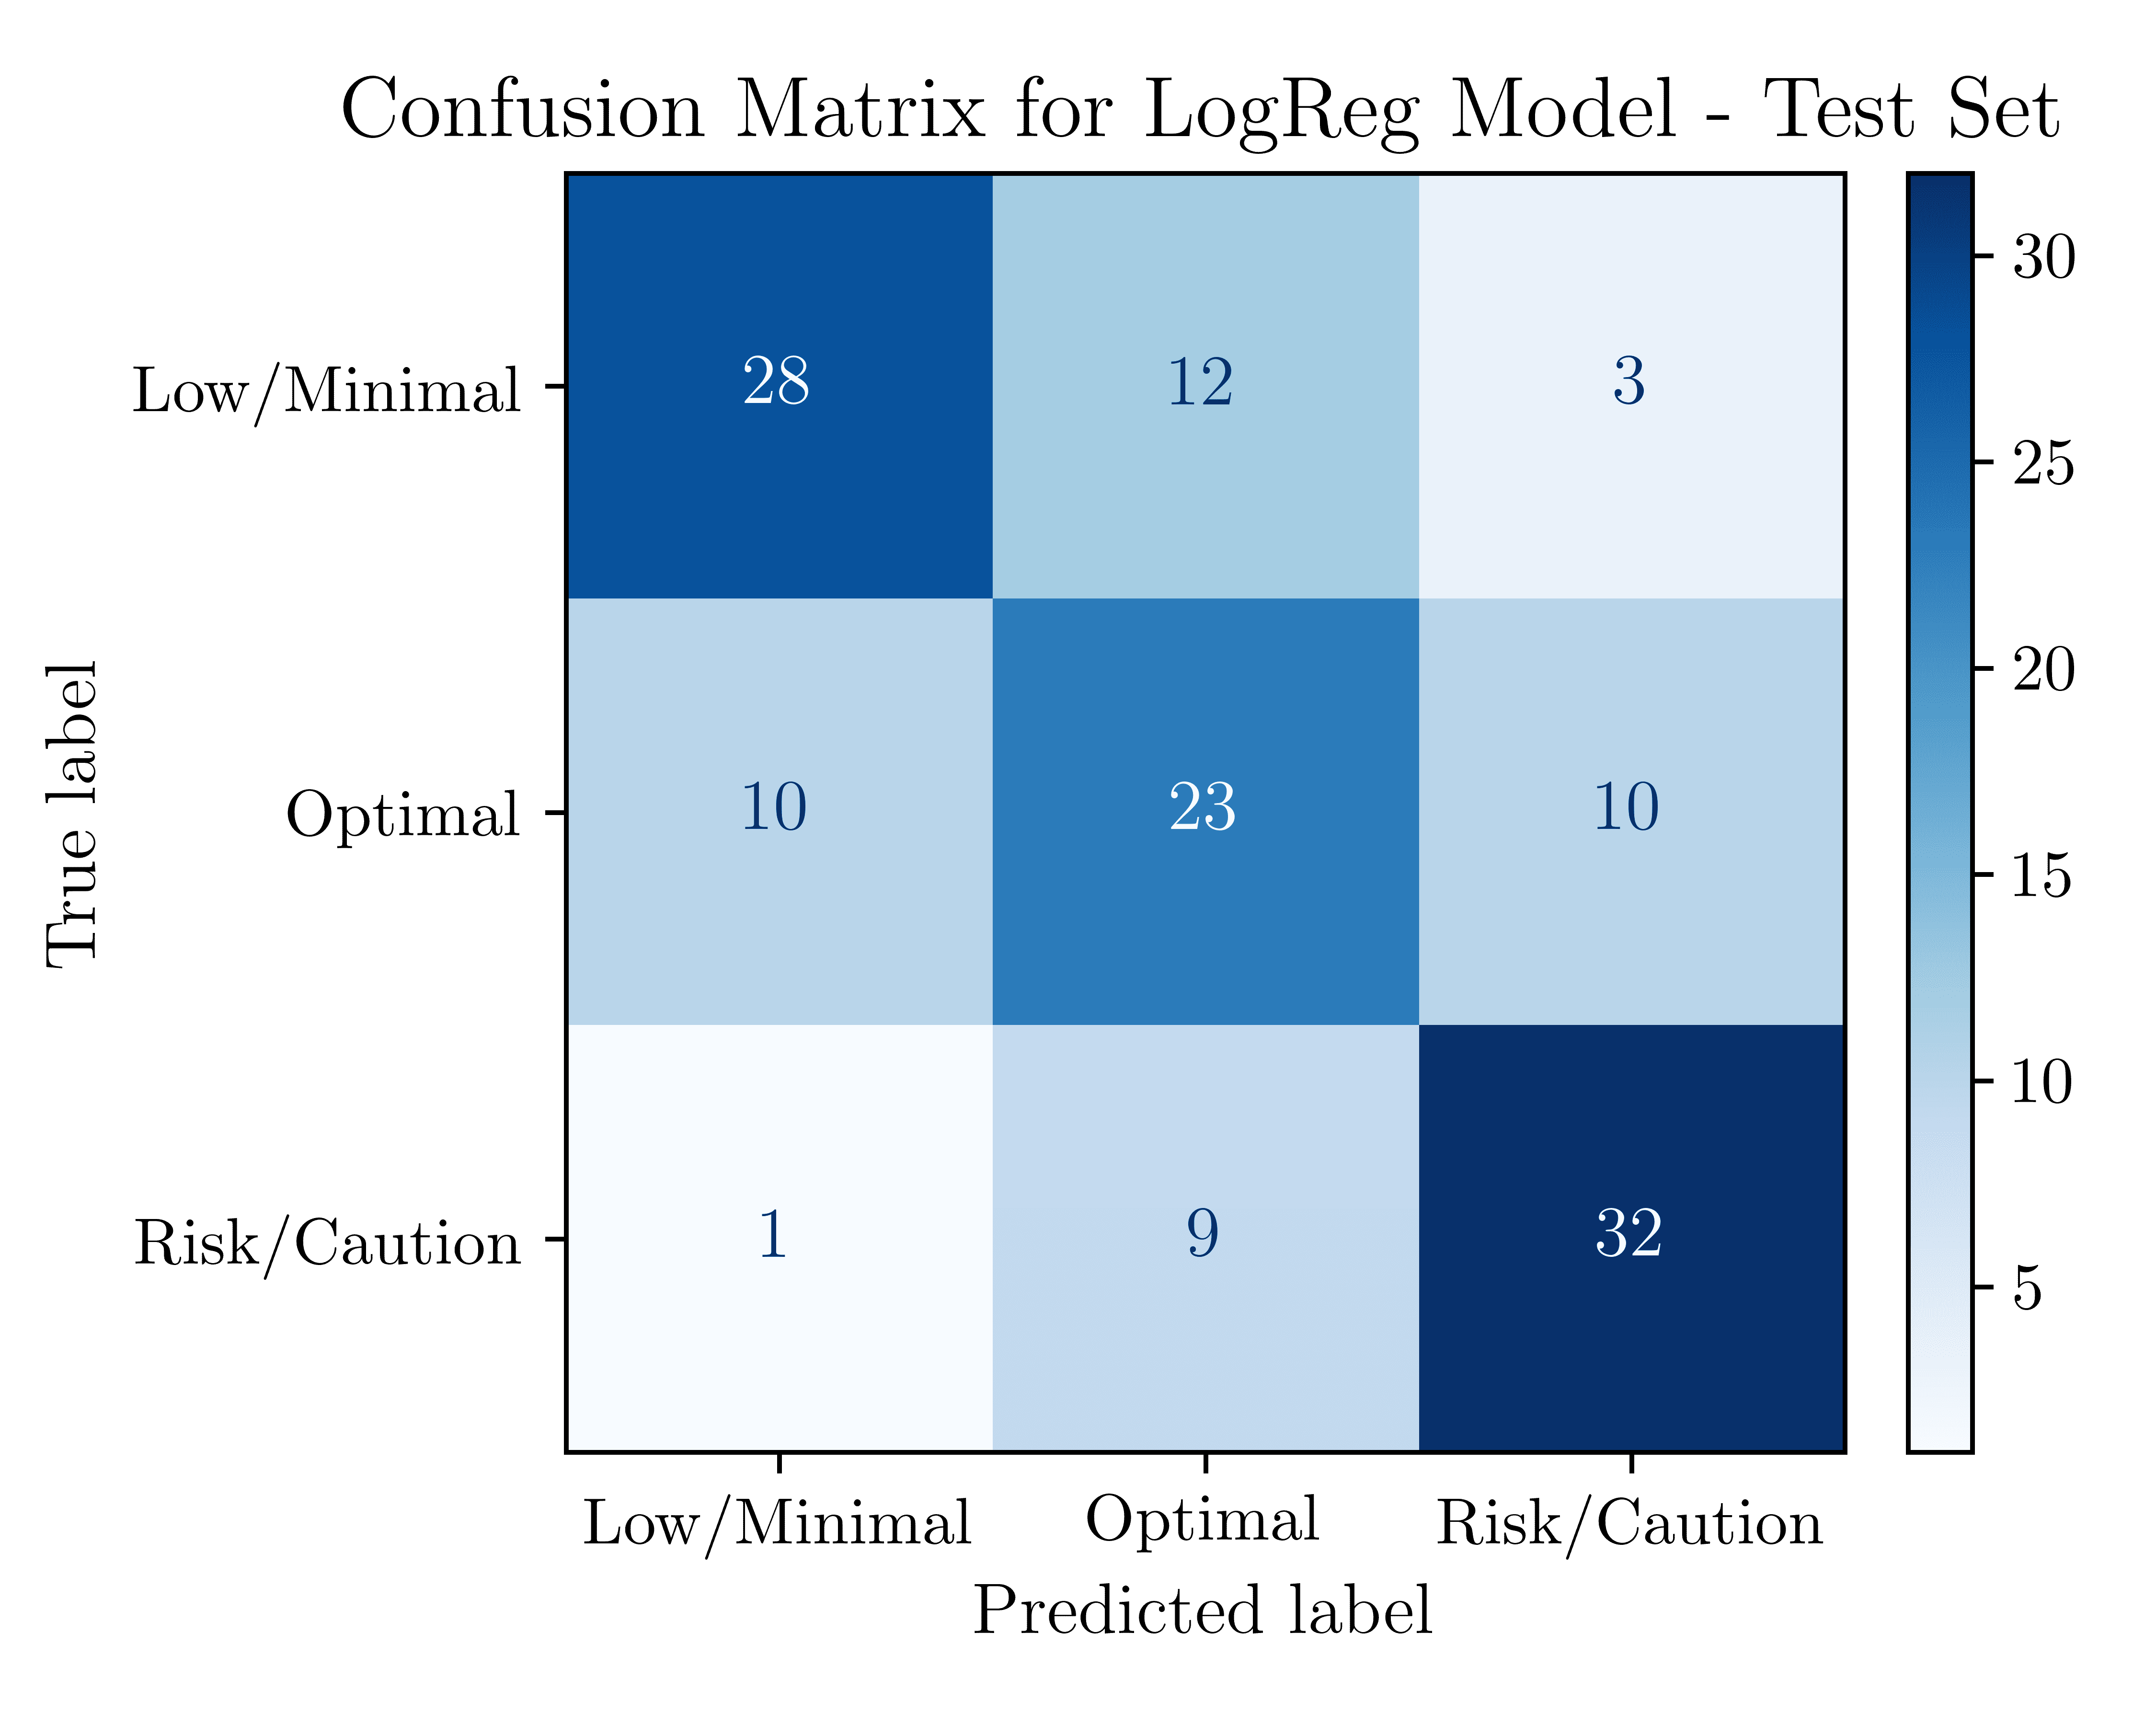 Confusion Matrix for LogReg Model - Test Set
True label
Low/Minimal
28 12 3
Optimal
10 23 10
Risk/Caution
1 9 32
Low/Minimal Optimal Risk/Caution
Predicted label
30
25
20
15
10
5